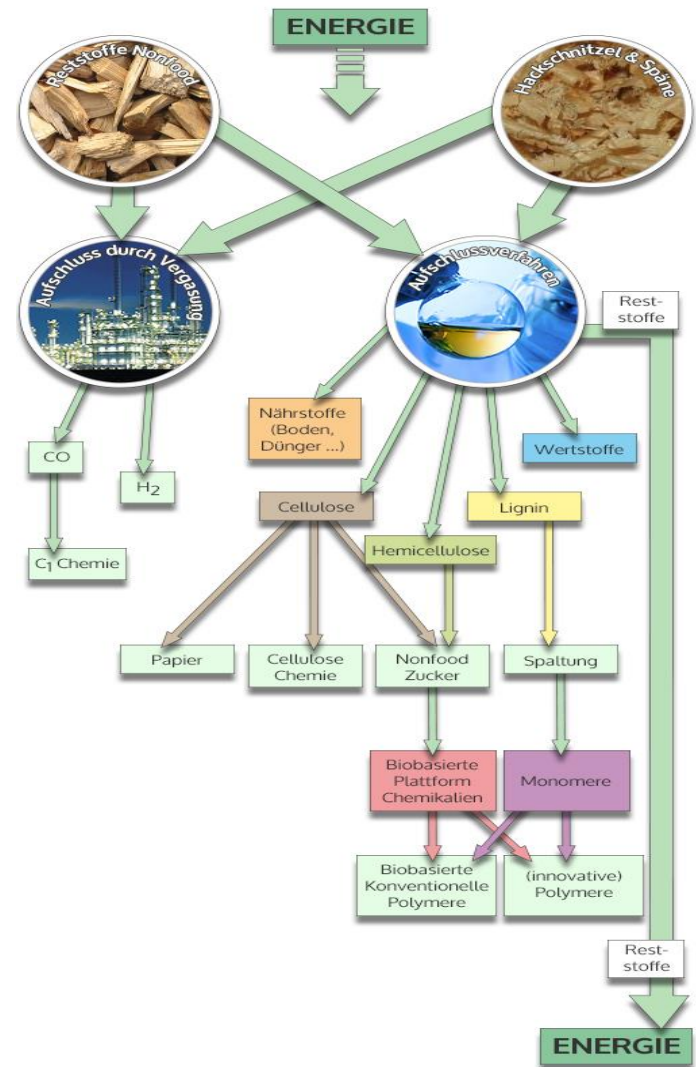 ENERGIE
Reststoffe Nonfood
Hackschnitzel & Späne
Aufschluss durch Vergasung
Aufschlussverfahren
Rest-
stoffe
Nährstoffe
(Boden,
Dünger ...)
Wertstoffe
CO
H₂
Cellulose
Lignin
Hemicellulose
C₁ Chemie
Papier
Cellulose
Chemie
Nonfood
Zucker
Spaltung
Biobasierte
Plattform
Chemikalien
Monomere
Biobasierte
Konventionelle
Polymere
(innovative)
Polymere
Rest-
stoffe
ENERGIE